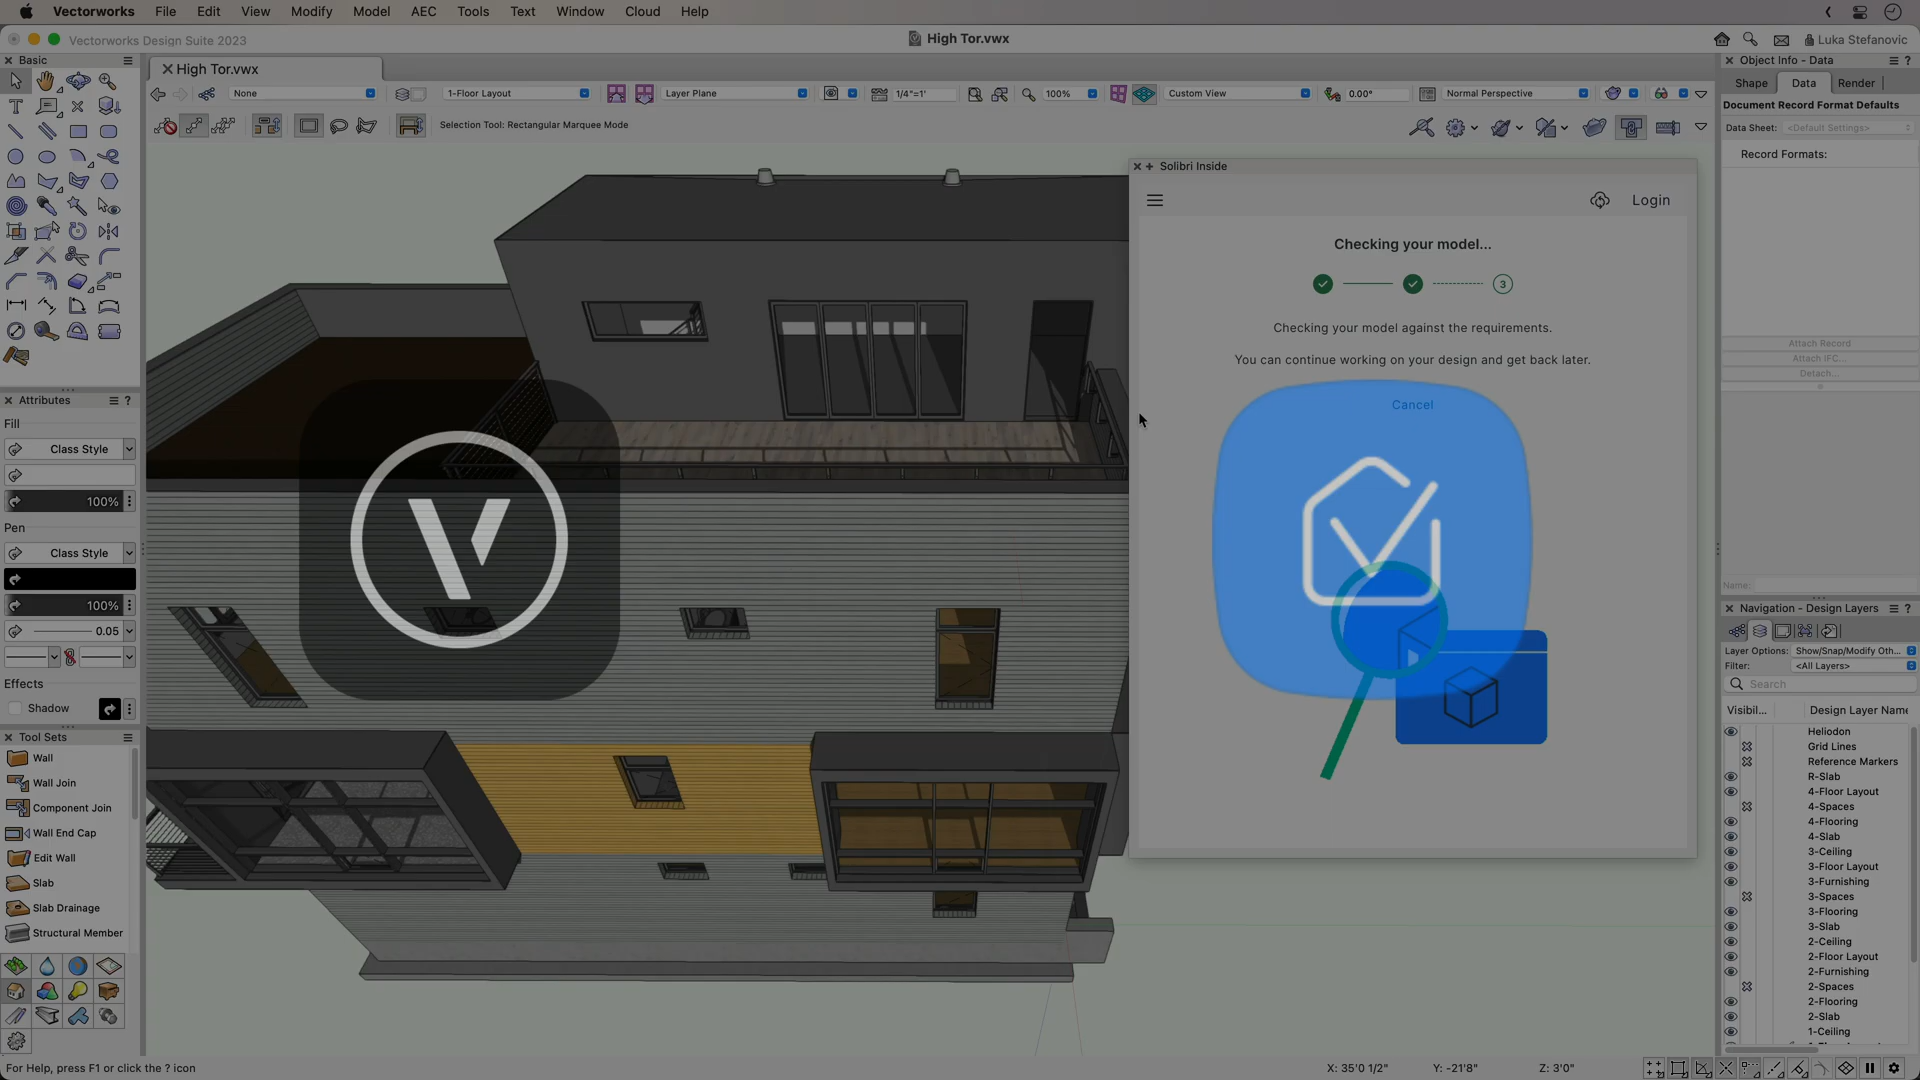 Vectorworks File Edit View Modify Model AEC Tools Text Window Cloud Help
Vectorworks Design Suite 2023
High Tor.vwx
Luka Stefanovic
Basic
High Tor.vwx
None
1-Floor Layout
Layer Plane
1/4"=1'
100%
Custom View
0.00°
Normal Perspective
Selection Tool: Rectangular Marquee Mode
Attributes
?
Fill
Class Style
100%
Pen
Class Style
100%
0.05
Effects
Shadow
Tool Sets
Wall
Wall Join
Component Join
Wall End Cap
Edit Wall
Slab
Slab Drainage
Structural Member
Solibri Inside
Login
Checking your model...
3
Checking your model against the requirements.
You can continue working on your design and get back later.
Cancel
Object Info - Data
?
Shape Data Render
Document Record Format Defaults
Data Sheet: <Default Settings>
Record Formats:
Attach Record
Attach IFC...
Detach...
Name:
Navigation - Design Layers
?
Layer Options: Show/Snap/Modify Oth...
Filter: <All Layers>
Search
Visibil... Design Layer Name
Heliodon
Grid Lines
Reference Markers
R-Slab
4-Floor Layout
4-Spaces
4-Flooring
4-Slab
3-Ceiling
3-Floor Layout
3-Furnishing
3-Spaces
3-Flooring
3-Slab
2-Ceiling
2-Floor Layout
2-Furnishing
2-Spaces
2-Flooring
2-Slab
1-Ceiling
For Help, press F1 or click the ? icon
X: 35'0 1/2" Y: -21'8" Z: 3'0"